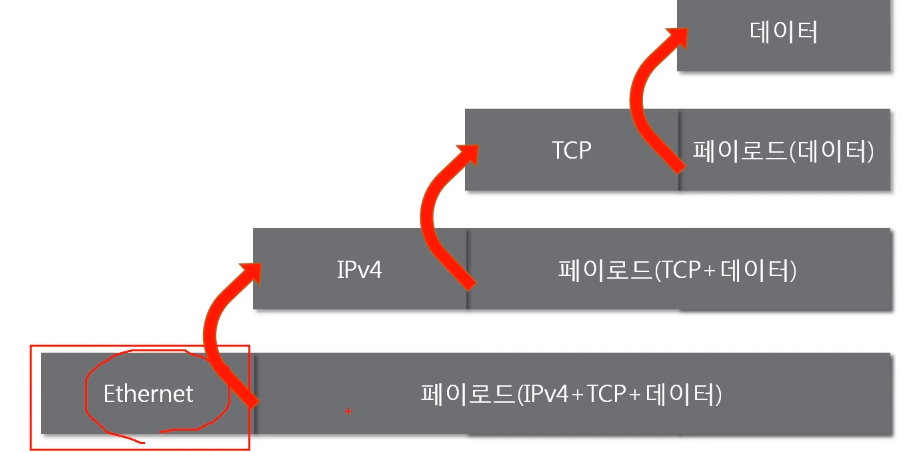 데이터
TCP
페이로드(데이터)
IPv4
페이로드(TCP+데이터)
Ethernet
페이로드(IPv4+TCP+데이터)